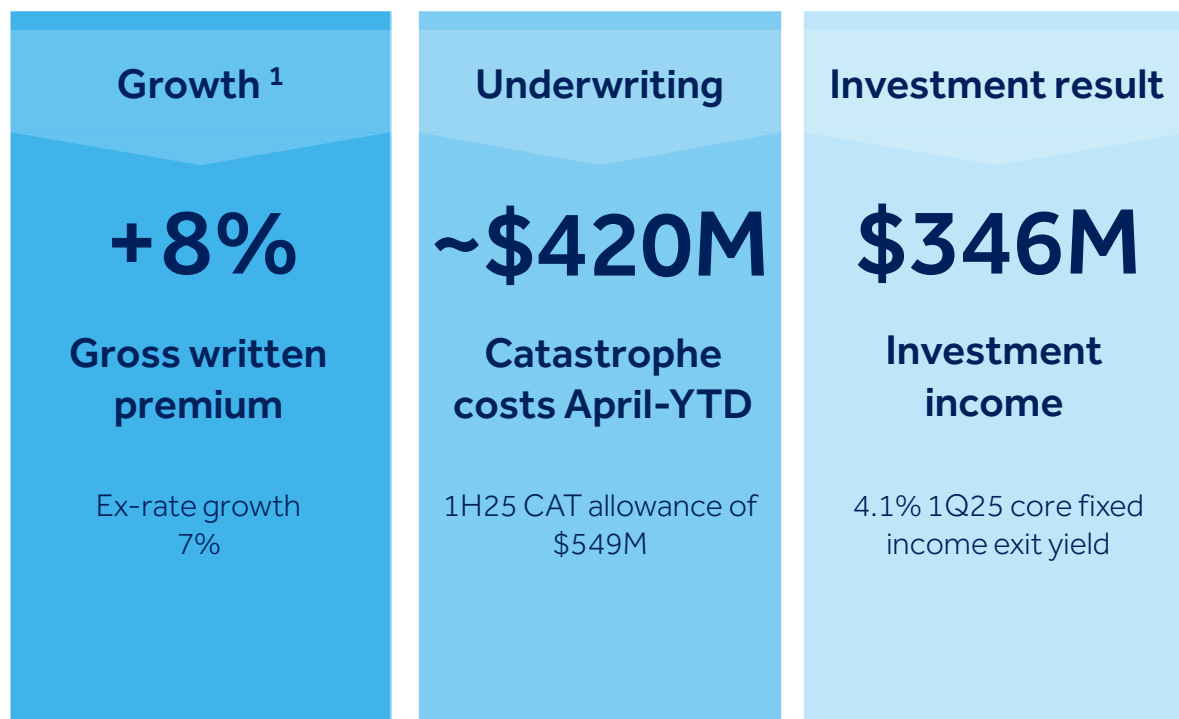 Growth ¹
+8%
Gross written
premium
Ex-rate growth
7%
Underwriting
~$420M
Catastrophe
costs April-YTD
1H25 CAT allowance of
$549M
Investment result
$346M
Investment
income
4.1% 1Q25 core fixed
income exit yield